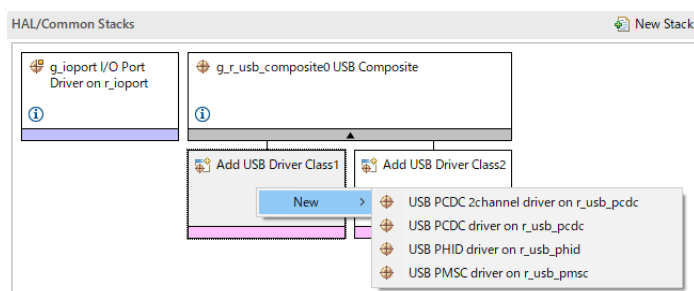 HAL/Common Stacks
New Stack
g_ioport I/O Port
Driver on r_ioport
g_r_usb_composite0 USB Composite
Add USB Driver Class1
Add USB Driver Class2
New
USB PCDC 2channel driver on r_usb_pcdc
USB PCDC driver on r_usb_pcdc
USB PHID driver on r_usb_phid
USB PMSC driver on r_usb_pmsc